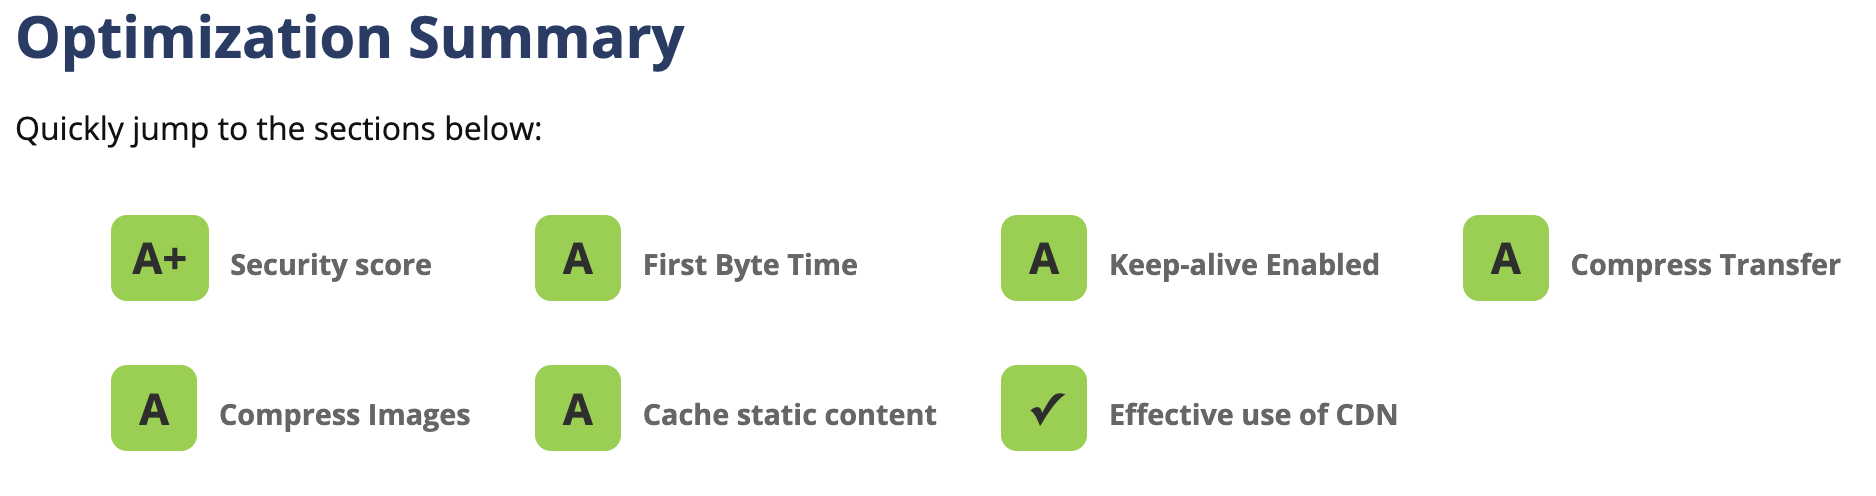 Optimization Summary
Quickly jump to the sections below:
A+ Security score
A First Byte Time
A Keep-alive Enabled
A Compress Transfer
A Compress Images
A Cache static content
✓ Effective use of CDN